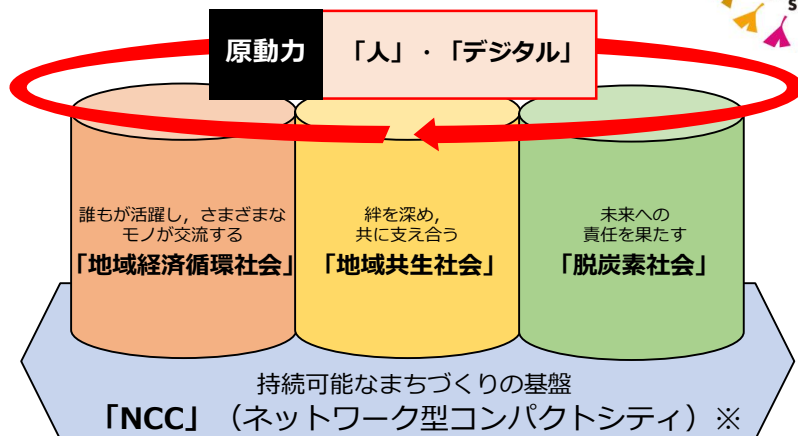 S
原動力 「人」・「デジタル」
誰もが活躍し，さまざまな
モノが交流する
「地域経済循環社会」
絆を深め，
共に支え合う
「地域共生社会」
未来への
責任を果たす
「脱炭素社会」
持続可能なまちづくりの基盤
「NCC」（ネットワーク型コンパクトシティ）※